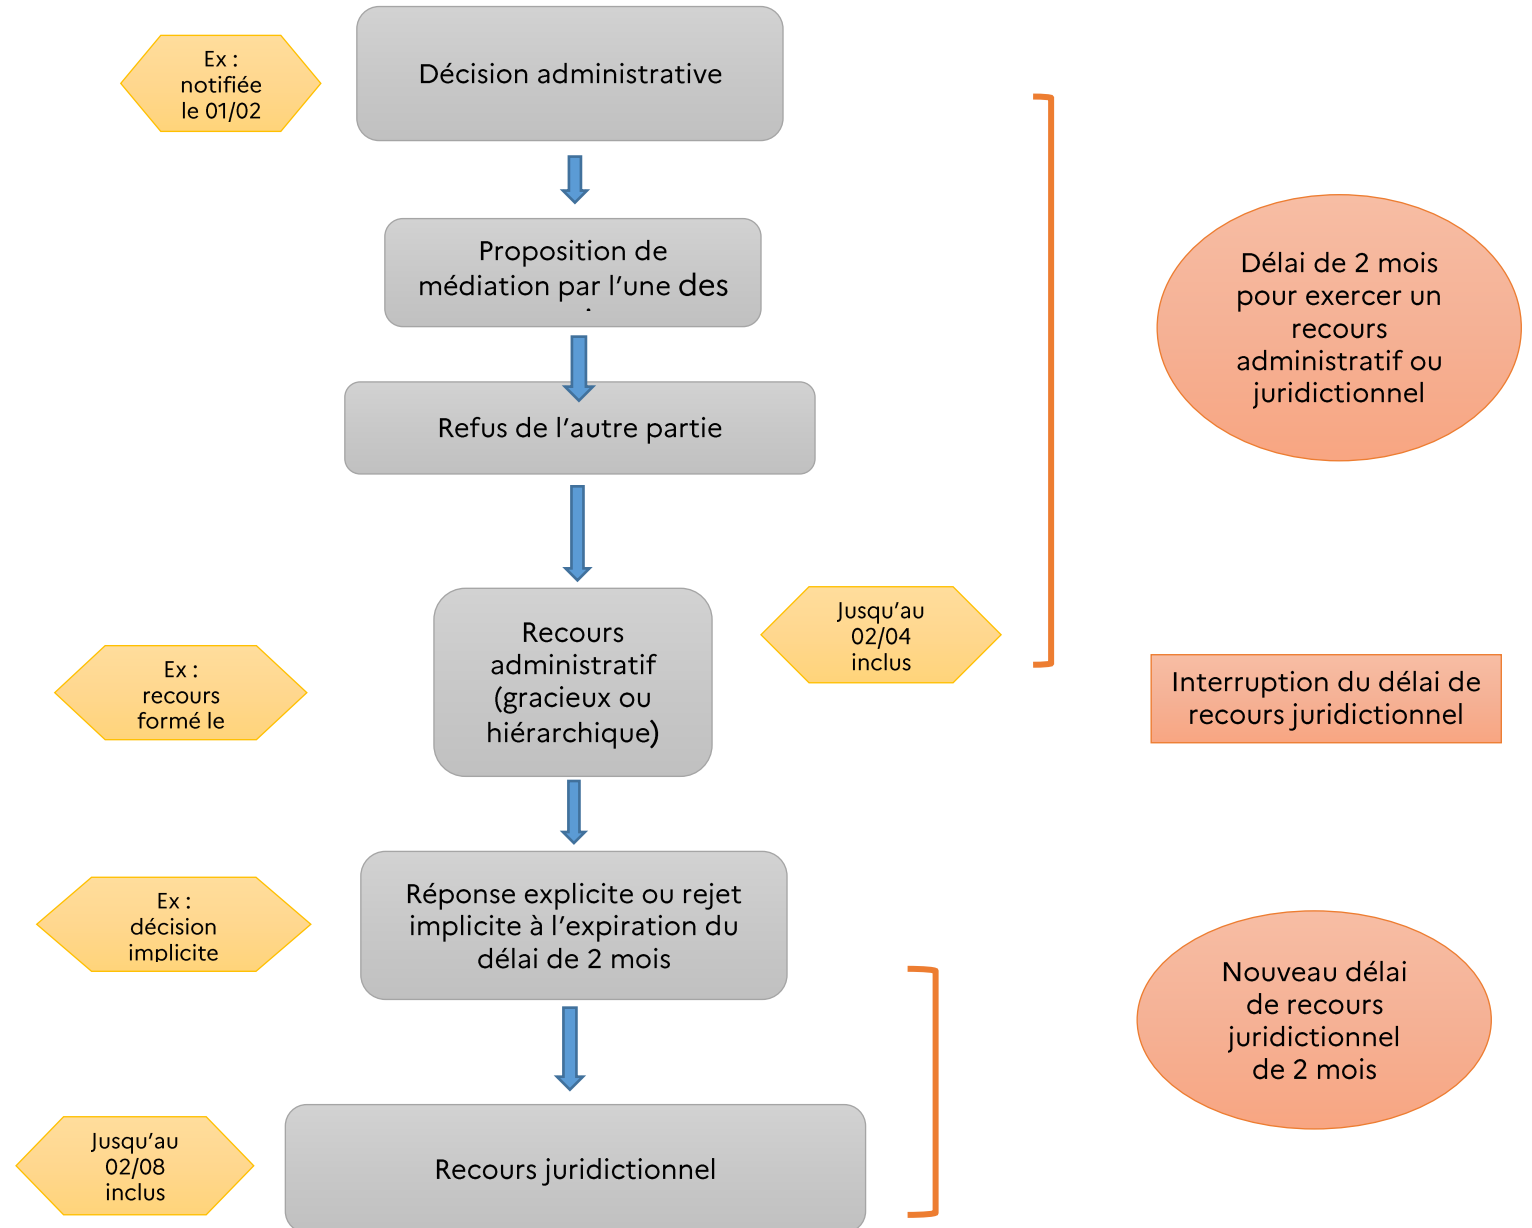 Ex :
notifiée
le 01/02
Décision administrative
Proposition de
médiation par l’une des
Refus de l’autre partie
Délai de 2 mois
pour exercer un
recours
administratif ou
juridictionnel
Recours
administratif
(gracieux ou
hiérarchique)
Jusqu’au
02/04
inclus
Ex :
recours
formé le
Interruption du délai de
recours juridictionnel
Ex :
décision
implicite
Réponse explicite ou rejet
implicite à l’expiration du
délai de 2 mois
Nouveau délai
de recours
juridictionnel
de 2 mois
Jusqu’au
02/08
inclus
Recours juridictionnel